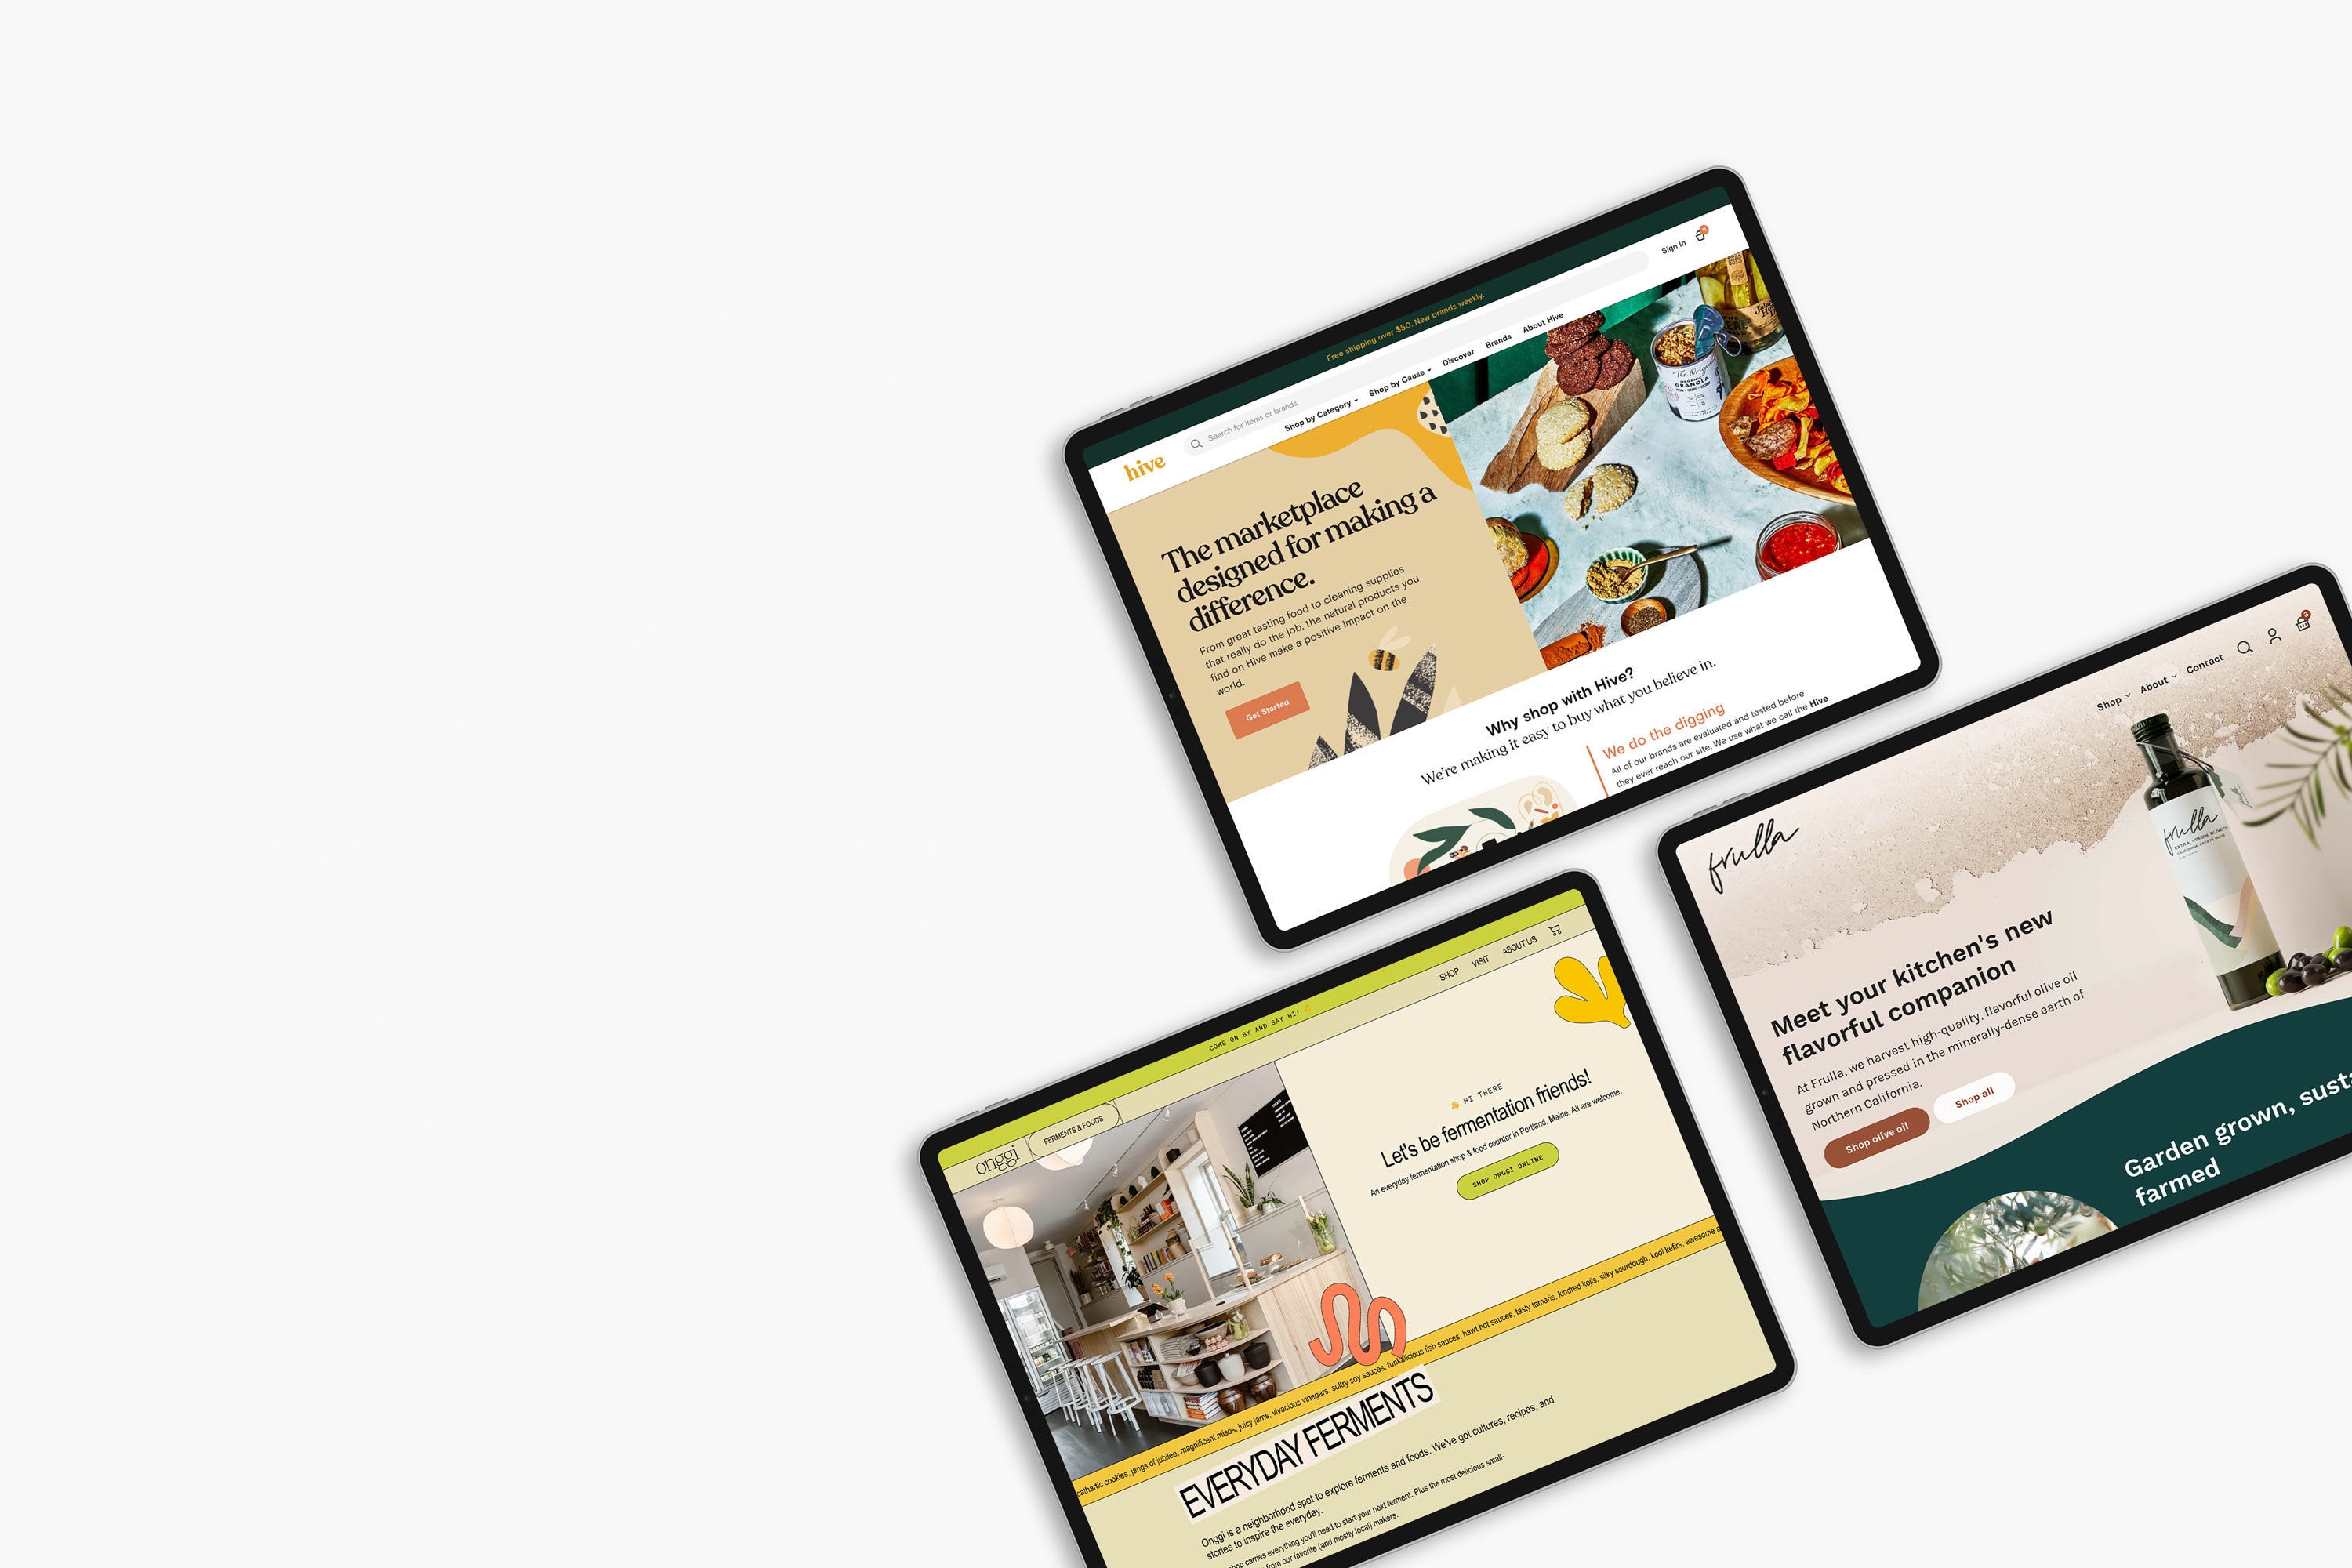 Free shipping over $50. New brands weekly.
hive
Search for items or brands
Sign In
Shop by Category
Shop by Cause
Discover
Brands
About Hive
The marketplace
designed for making a
difference.
From great tasting food to cleaning supplies
that really do the job, the natural products you
find on Hive make a positive impact on the
world.
Get Started
The Original
ORGANIC
GRANOLA
Why shop with Hive?
We're making it easy to buy what you believe in.
We do the digging
All of our brands are evaluated and tested before
they ever reach our site. We use what we call the Hive
frulla
Shop
About
Contact
3
frulla
EXTRA VIRGIN OLIVE OIL
Meet your kitchen's new
flavorful companion
At Frulla, we harvest high-quality, flavorful olive oil
grown and pressed in the minerally-dense earth of
Northern California.
Shop olive oil
Shop all
Garden grown, susta
farmed
COME ON BY AND SAY HI!
onggi
FERMENTS & FOODS
SHOP
VISIT
ABOUT US
HI THERE
Let's be fermentation friends!
An everyday fermentation shop & food counter in Portland, Maine. All are welcome.
SHOP ONGGI ONLINE
cathartic cookies, jangs of jubilee, magnificent misos, juicy jams, vivacious vinegars, sultry soy sauces, funkalicious fish sauces, hawt hot sauces, tasty tamaris, kindred kojis, silky sourdough, kool kefirs, awesome a
EVERYDAY FERMENTS
Onggi is a neighborhood spot to explore ferments and foods. We've got cultures, recipes, and
stories to inspire the everyday.
shop carries everything you'll need to start your next ferment. Plus the most delicious small-
from our favorite (and mostly local) makers.